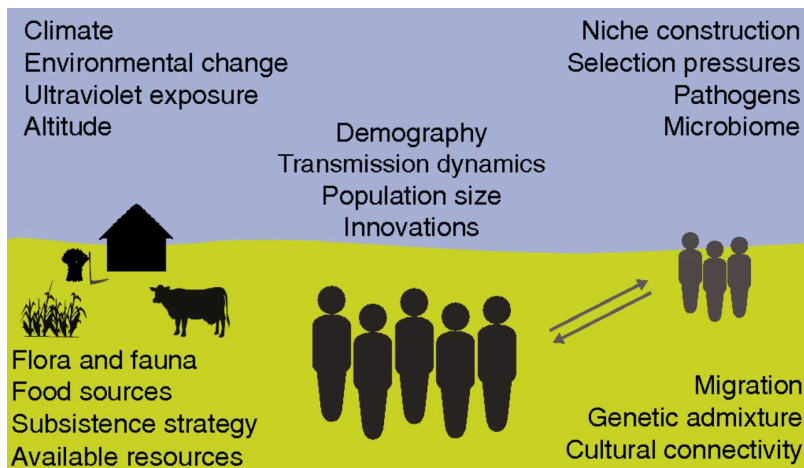 Climate
Environmental change
Ultraviolet exposure
Altitude
Niche construction
Selection pressures
Pathogens
Microbiome
Demography
Transmission dynamics
Population size
Innovations
Flora and fauna
Food sources
Subsistence strategy
Available resources
Migration
Genetic admixture
Cultural connectivity